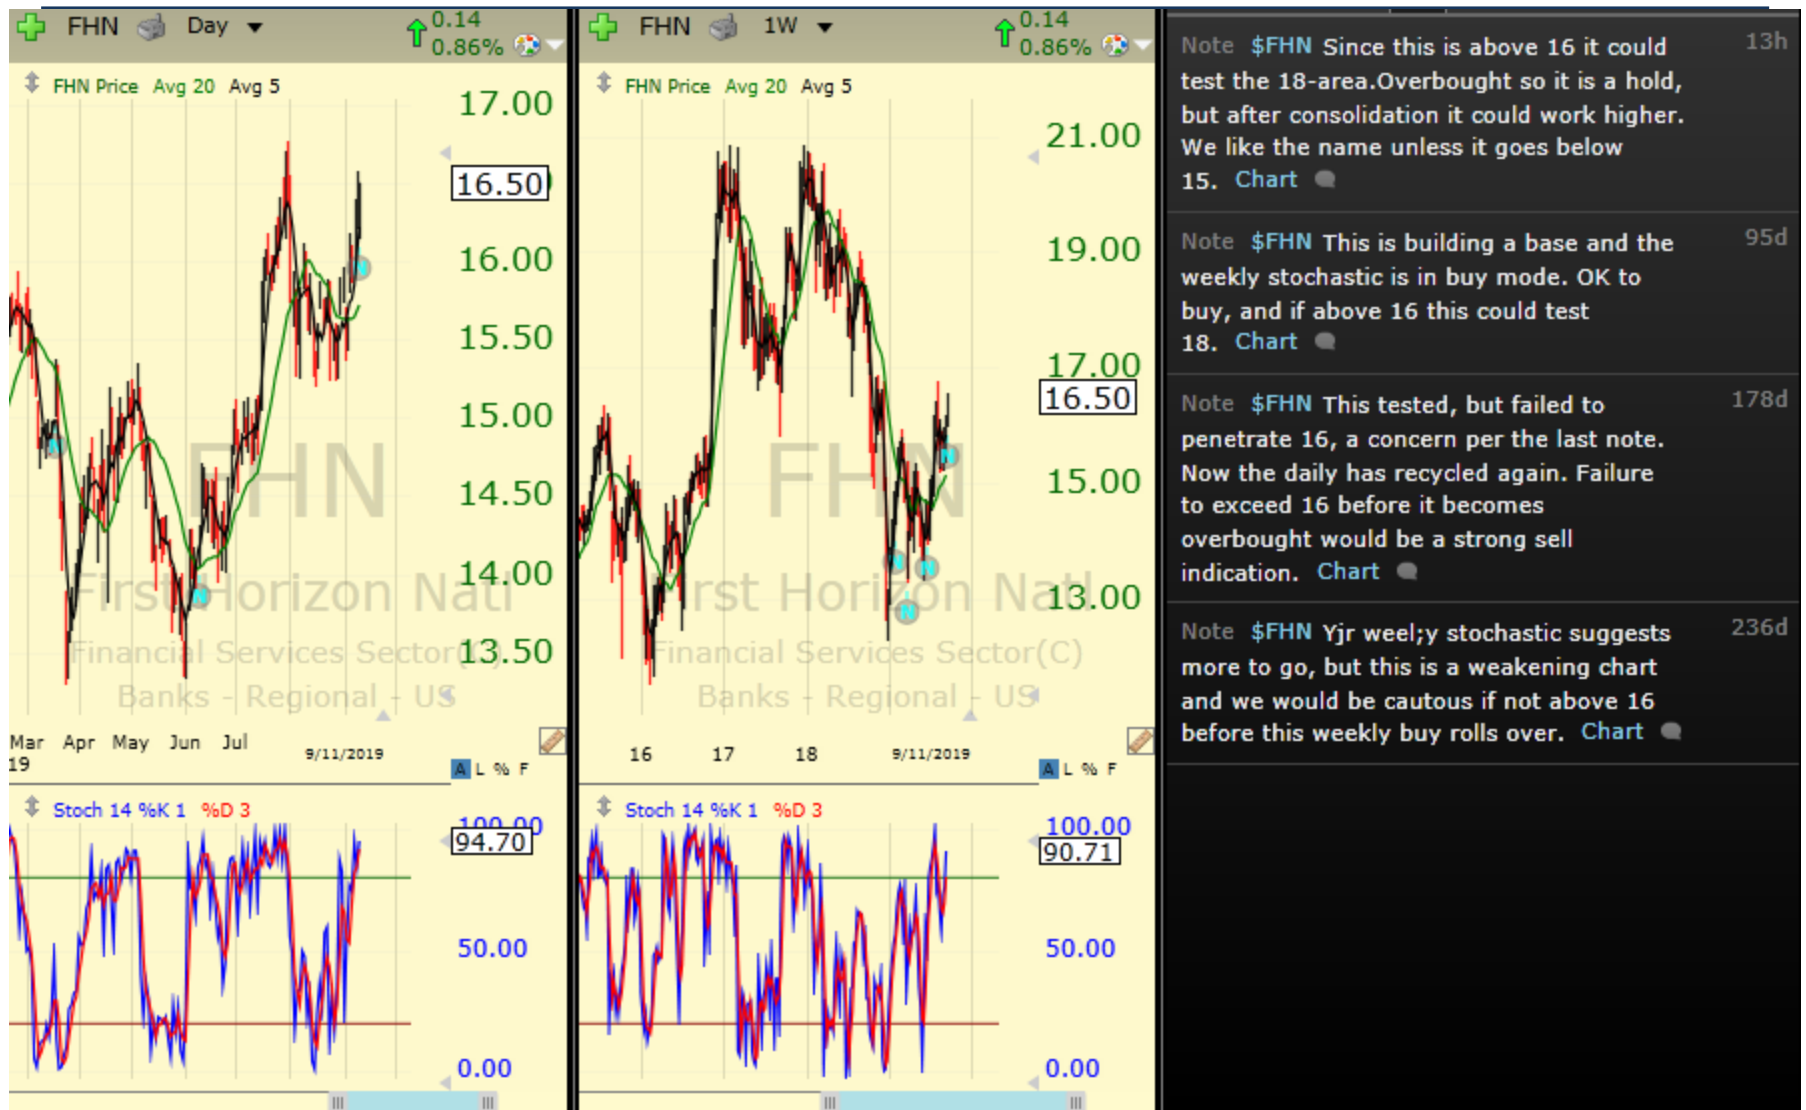 FHN Day 0.14
0.86%
FHN Price Avg 20 Avg 5
17.00
16.50
16.00
15.50
15.00
14.50
14.00
13.50
FHN
First Horizon Natl
Financial Services Sector(C)
Banks - Regional - US
Mar Apr May Jun Jul 9/11/2019
19
A L % F
Stoch 14 %K 1 %D 3
100.00
94.70
50.00
0.00
FHN 1W 0.14
0.86%
FHN Price Avg 20 Avg 5
21.00
19.00
17.00
16.50
15.00
13.00
FHN
First Horizon Natl
Financial Services Sector(C)
Banks - Regional - US
16 17 18 9/11/2019
A L % F
Stoch 14 %K 1 %D 3
100.00
90.71
50.00
0.00
Note $FHN Since this is above 16 it could 13h
test the 18-area.Overbought so it is a hold,
but after consolidation it could work higher.
We like the name unless it goes below
15. Chart
Note $FHN This is building a base and the 95d
weekly stochastic is in buy mode. OK to
buy, and if above 16 this could test
18. Chart
Note $FHN This tested, but failed to 178d
penetrate 16, a concern per the last note.
Now the daily has recycled again. Failure
to exceed 16 before it becomes
overbought would be a strong sell
indication. Chart
Note $FHN Yjr weel;y stochastic suggests 236d
more to go, but this is a weakening chart
and we would be cautous if not above 16
before this weekly buy rolls over. Chart
N
N
N
N
N
N
N